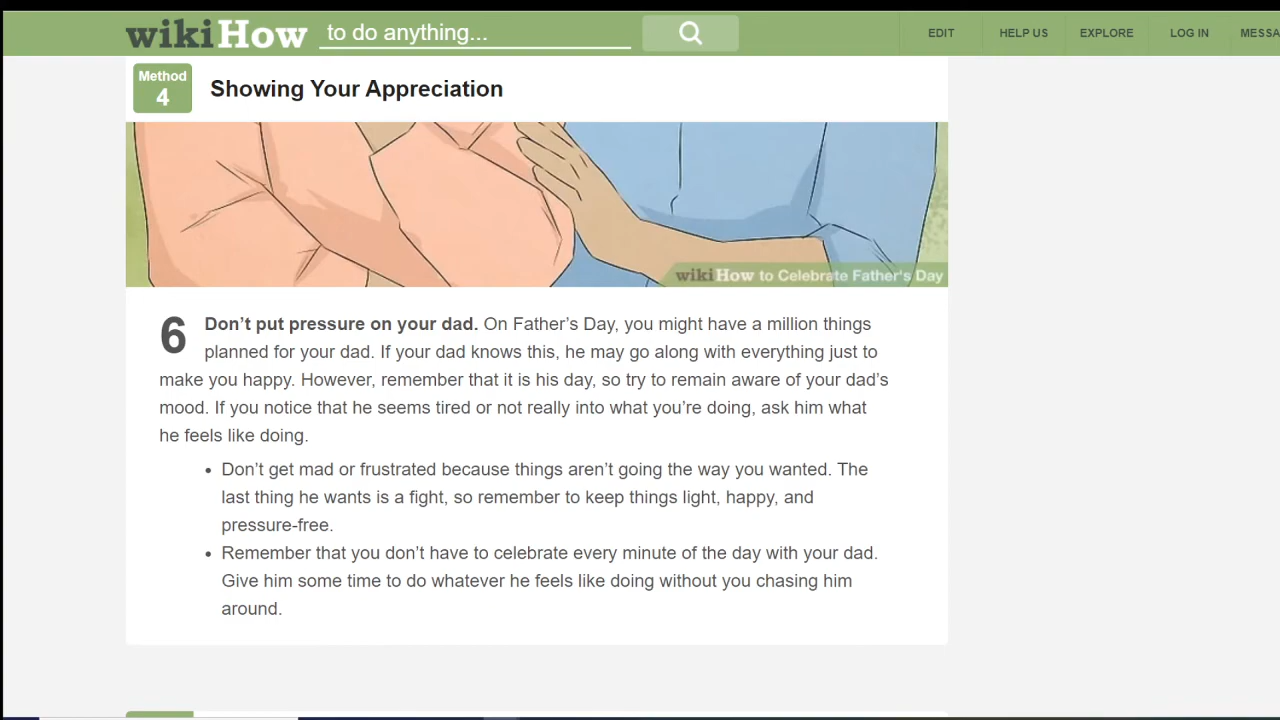 wikiHow to do anything... EDIT HELP US EXPLORE LOG IN MESSA
Method
4
Showing Your Appreciation
wikiHow to Celebrate Father's Day
6 Don’t put pressure on your dad. On Father’s Day, you might have a million things
planned for your dad. If your dad knows this, he may go along with everything just to
make you happy. However, remember that it is his day, so try to remain aware of your dad’s
mood. If you notice that he seems tired or not really into what you’re doing, ask him what
he feels like doing.
• Don’t get mad or frustrated because things aren’t going the way you wanted. The
last thing he wants is a fight, so remember to keep things light, happy, and
pressure-free.
• Remember that you don’t have to celebrate every minute of the day with your dad.
Give him some time to do whatever he feels like doing without you chasing him
around.